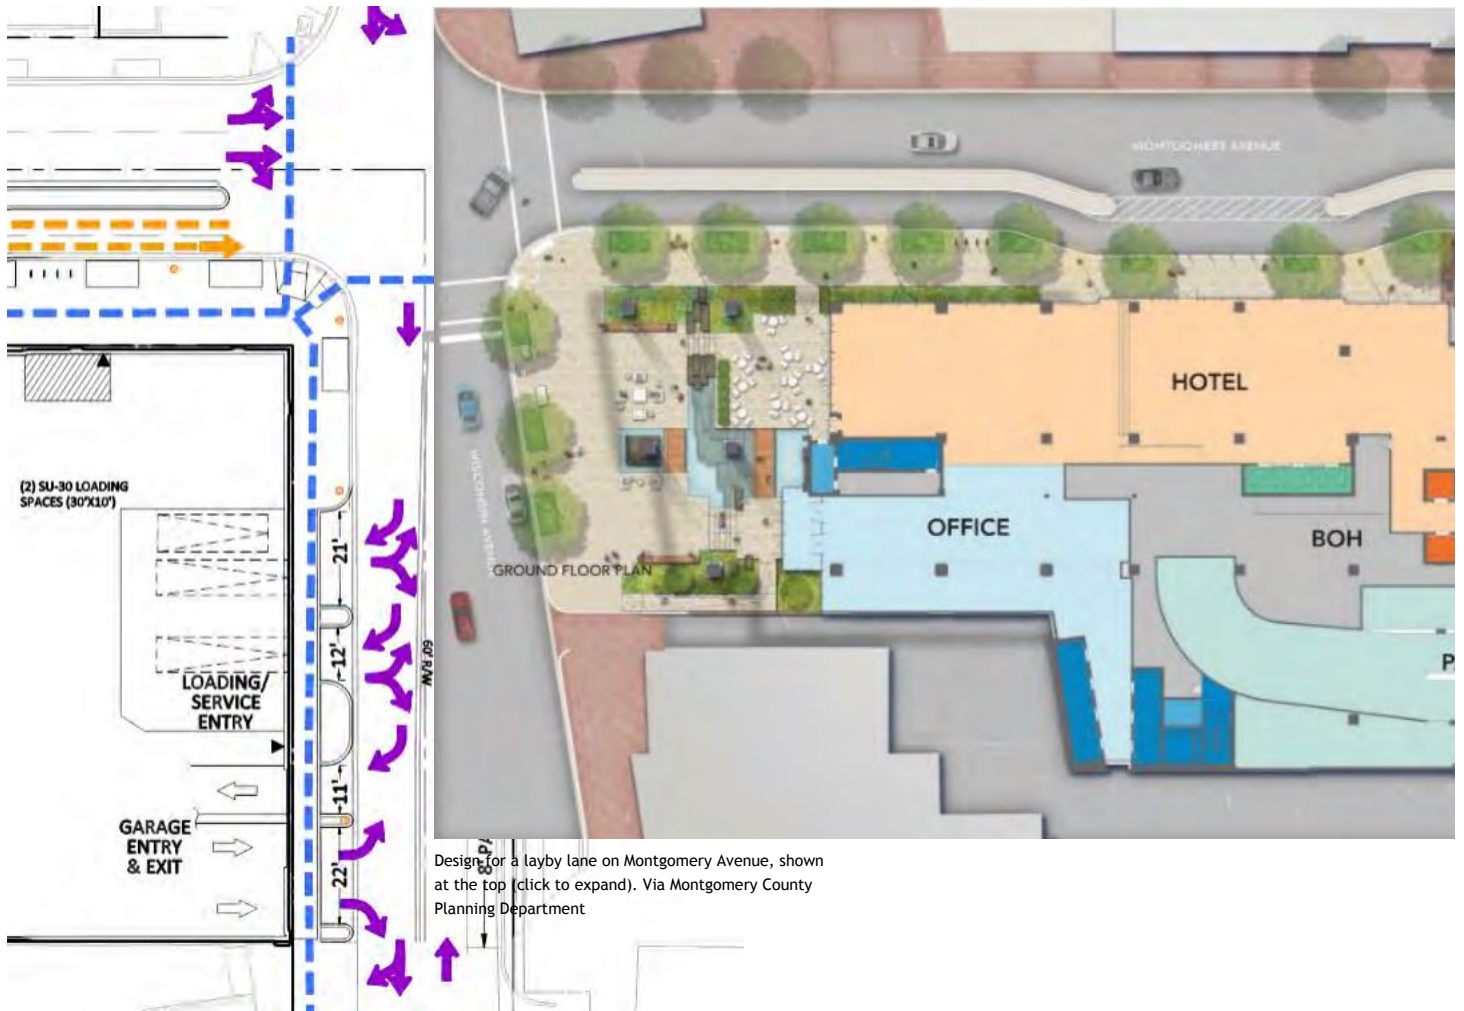 MONTGOMERY AVENUE
HOTEL
(2) SU-30 LOADING
SPACES (30'X10')
OFFICE
BOH
21'
WISCONSIN AVENUE
GROUND FLOOR PLAN
12'
60' R/W
LOADING/
SERVICE
ENTRY
11'
GARAGE
ENTRY
& EXIT
22'
Design for a layby lane on Montgomery Avenue, shown
at the top (click to expand). Via Montgomery County
Planning Department